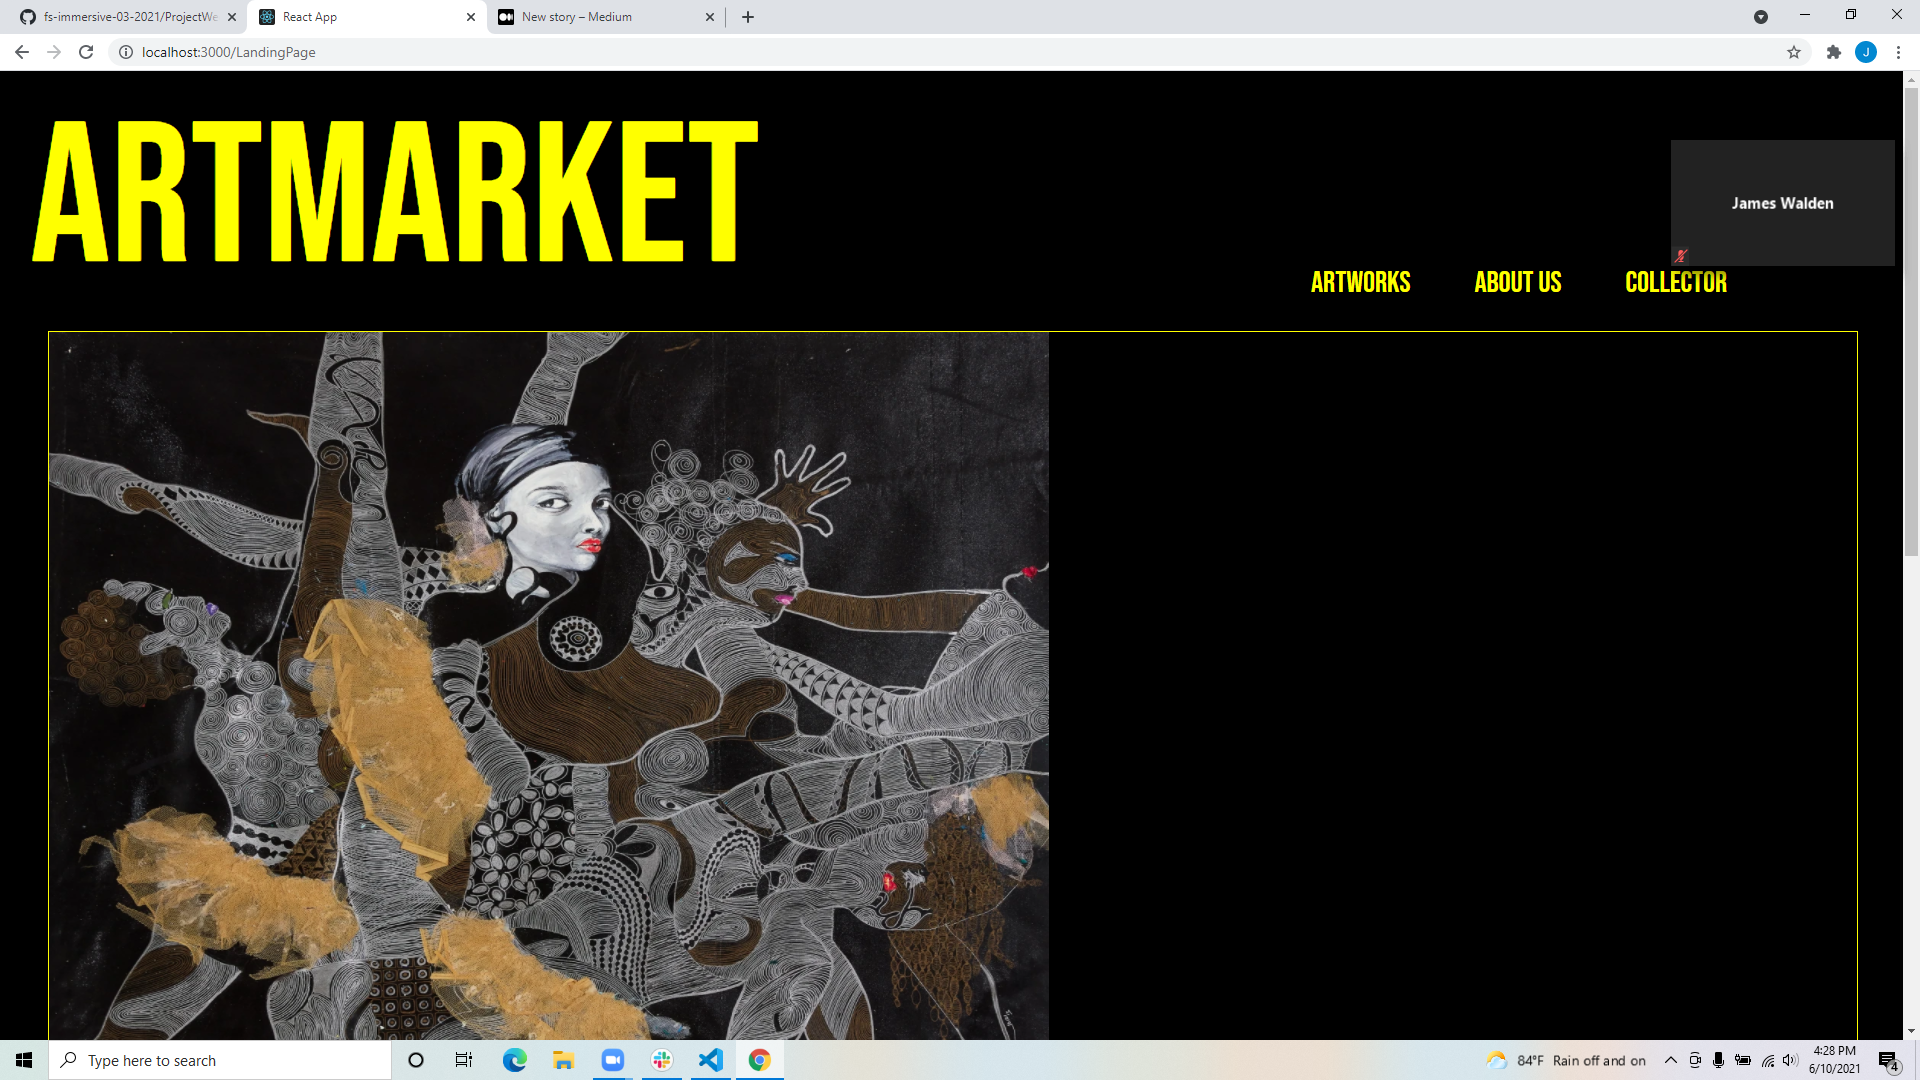 fs-immersive-03-2021/ProjectWe
React App
New story – Medium
localhost:3000/LandingPage
J
ARTMARKET
James Walden
ARTWORKS
ABOUT US
COLLECTOR
Type here to search
84°F Rain off and on
4:28 PM
6/10/2021
4